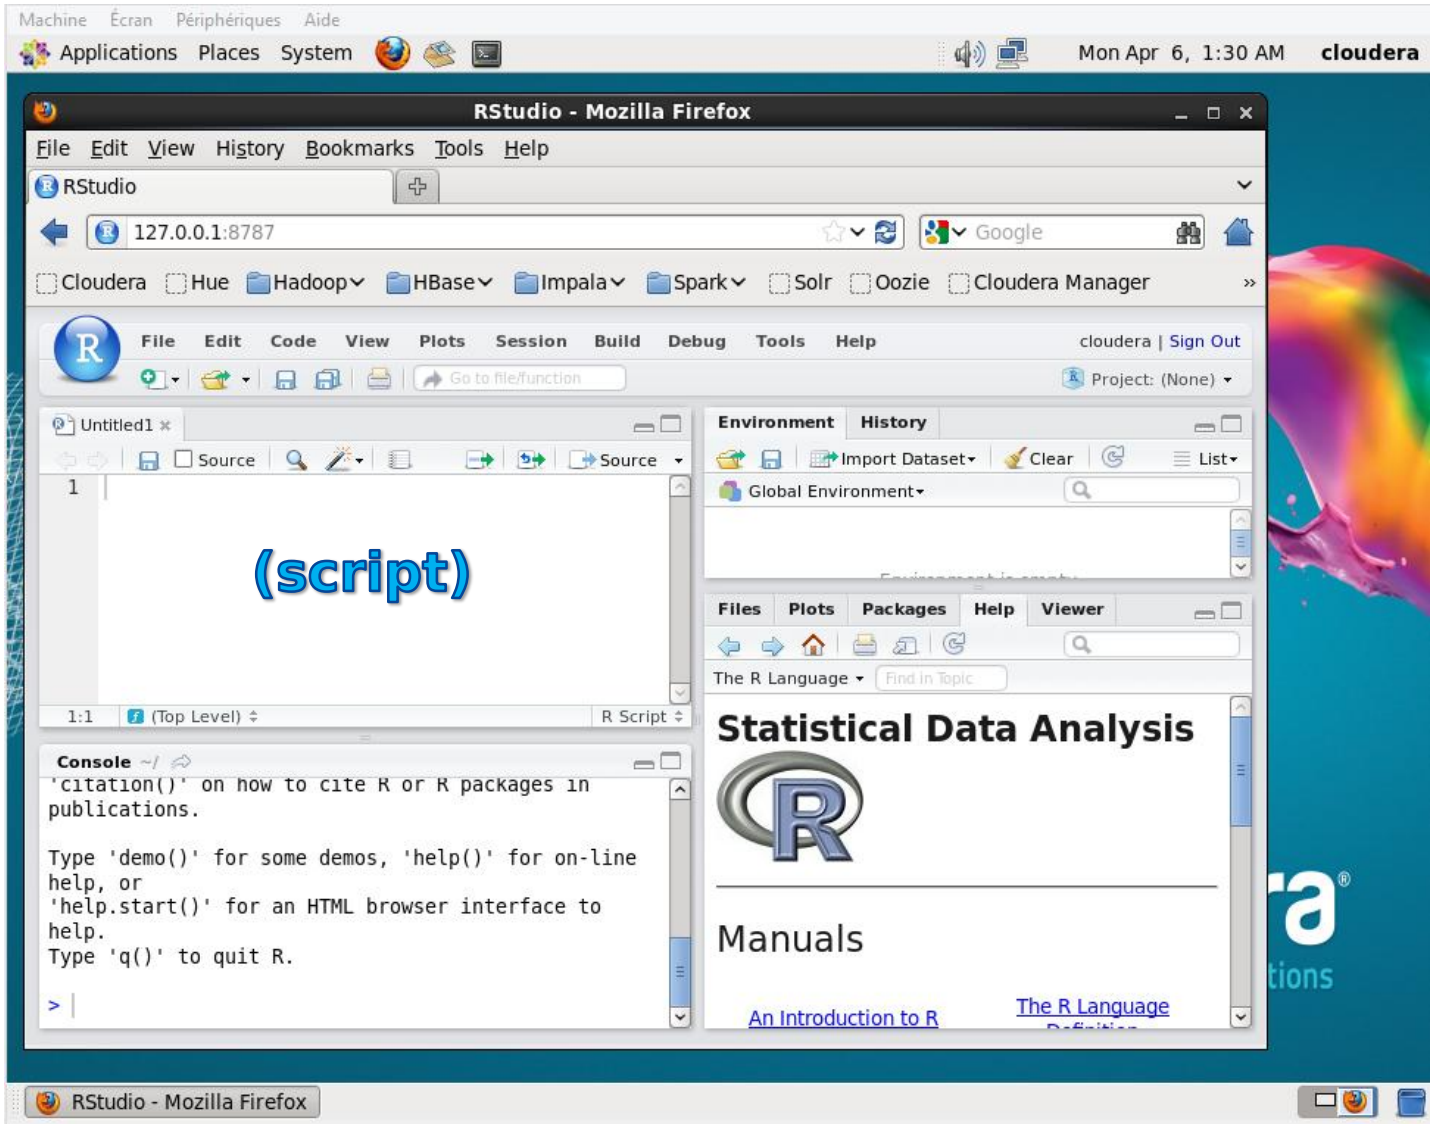 Machine Écran Périphériques Aide
Applications Places System Mon Apr 6, 1:30 AM cloudera
RStudio - Mozilla Firefox
File Edit View History Bookmarks Tools Help
RStudio
127.0.0.1:8787 Google
Cloudera Hue Hadoop HBase Impala Spark Solr Oozie Cloudera Manager »
R File Edit Code View Plots Session Build Debug Tools Help cloudera | Sign Out
Go to file/function Project: (None)
Untitled1
Source Source
1
(script)
1:1 (Top Level) R Script
Console ~/
'citation()' on how to cite R or R packages in
publications.
Type 'demo()' for some demos, 'help()' for on-line
help, or
'help.start()' for an HTML browser interface to
help.
Type 'q()' to quit R.
>
Environment History
Import Dataset Clear List
Global Environment
Environment is empty
Files Plots Packages Help Viewer
The R Language Find in Topic
Statistical Data Analysis
R
Manuals
An Introduction to R
The R Language
Definition
ra®
tions
RStudio - Mozilla Firefox